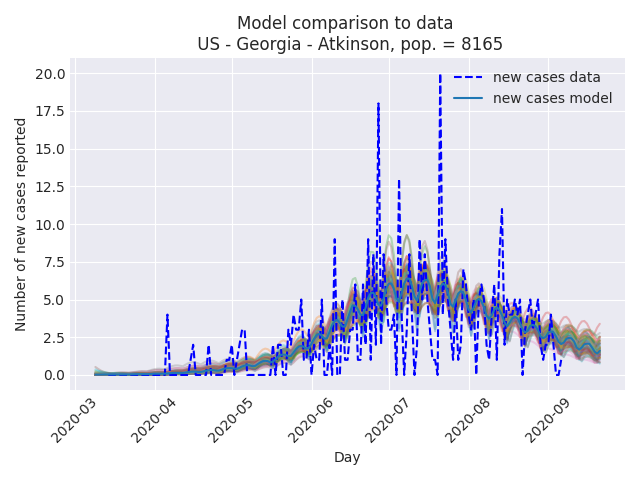 Model comparison to data
US - Georgia - Atkinson, pop. = 8165
new cases data
new cases model
Number of new cases reported
20.0
17.5
15.0
12.5
10.0
7.5
5.0
2.5
0.0
2020-03
2020-04
2020-05
2020-06
2020-07
2020-08
2020-09
Day